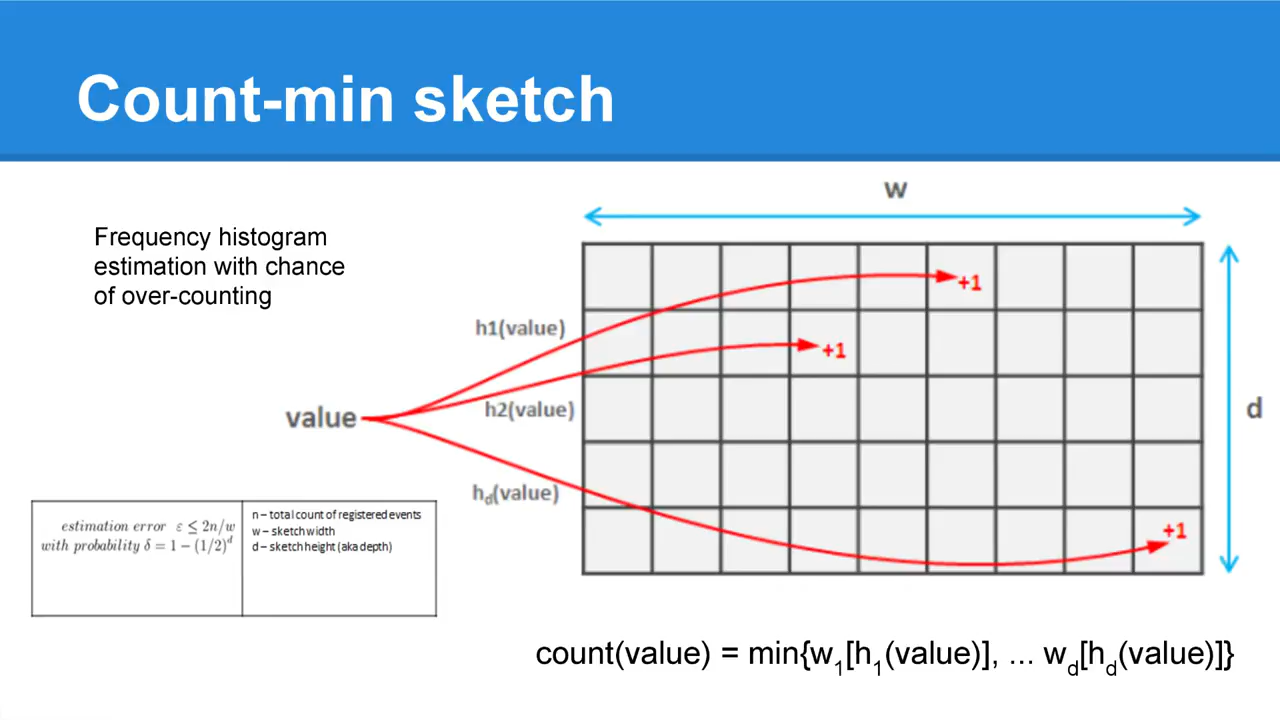 Count-min sketch
Frequency histogram
estimation with chance
of over-counting
w
+1
h1(value)
+1
h2(value)
value
d
h_d(value)
+1
estimation error ε ≤ 2n/w
with probability δ = 1 − (1/2)^d
n – total count of registered events
w – sketch width
d – sketch height (aka depth)
count(value) = min{w_1[h_1(value)], ... w_d[h_d(value)]}